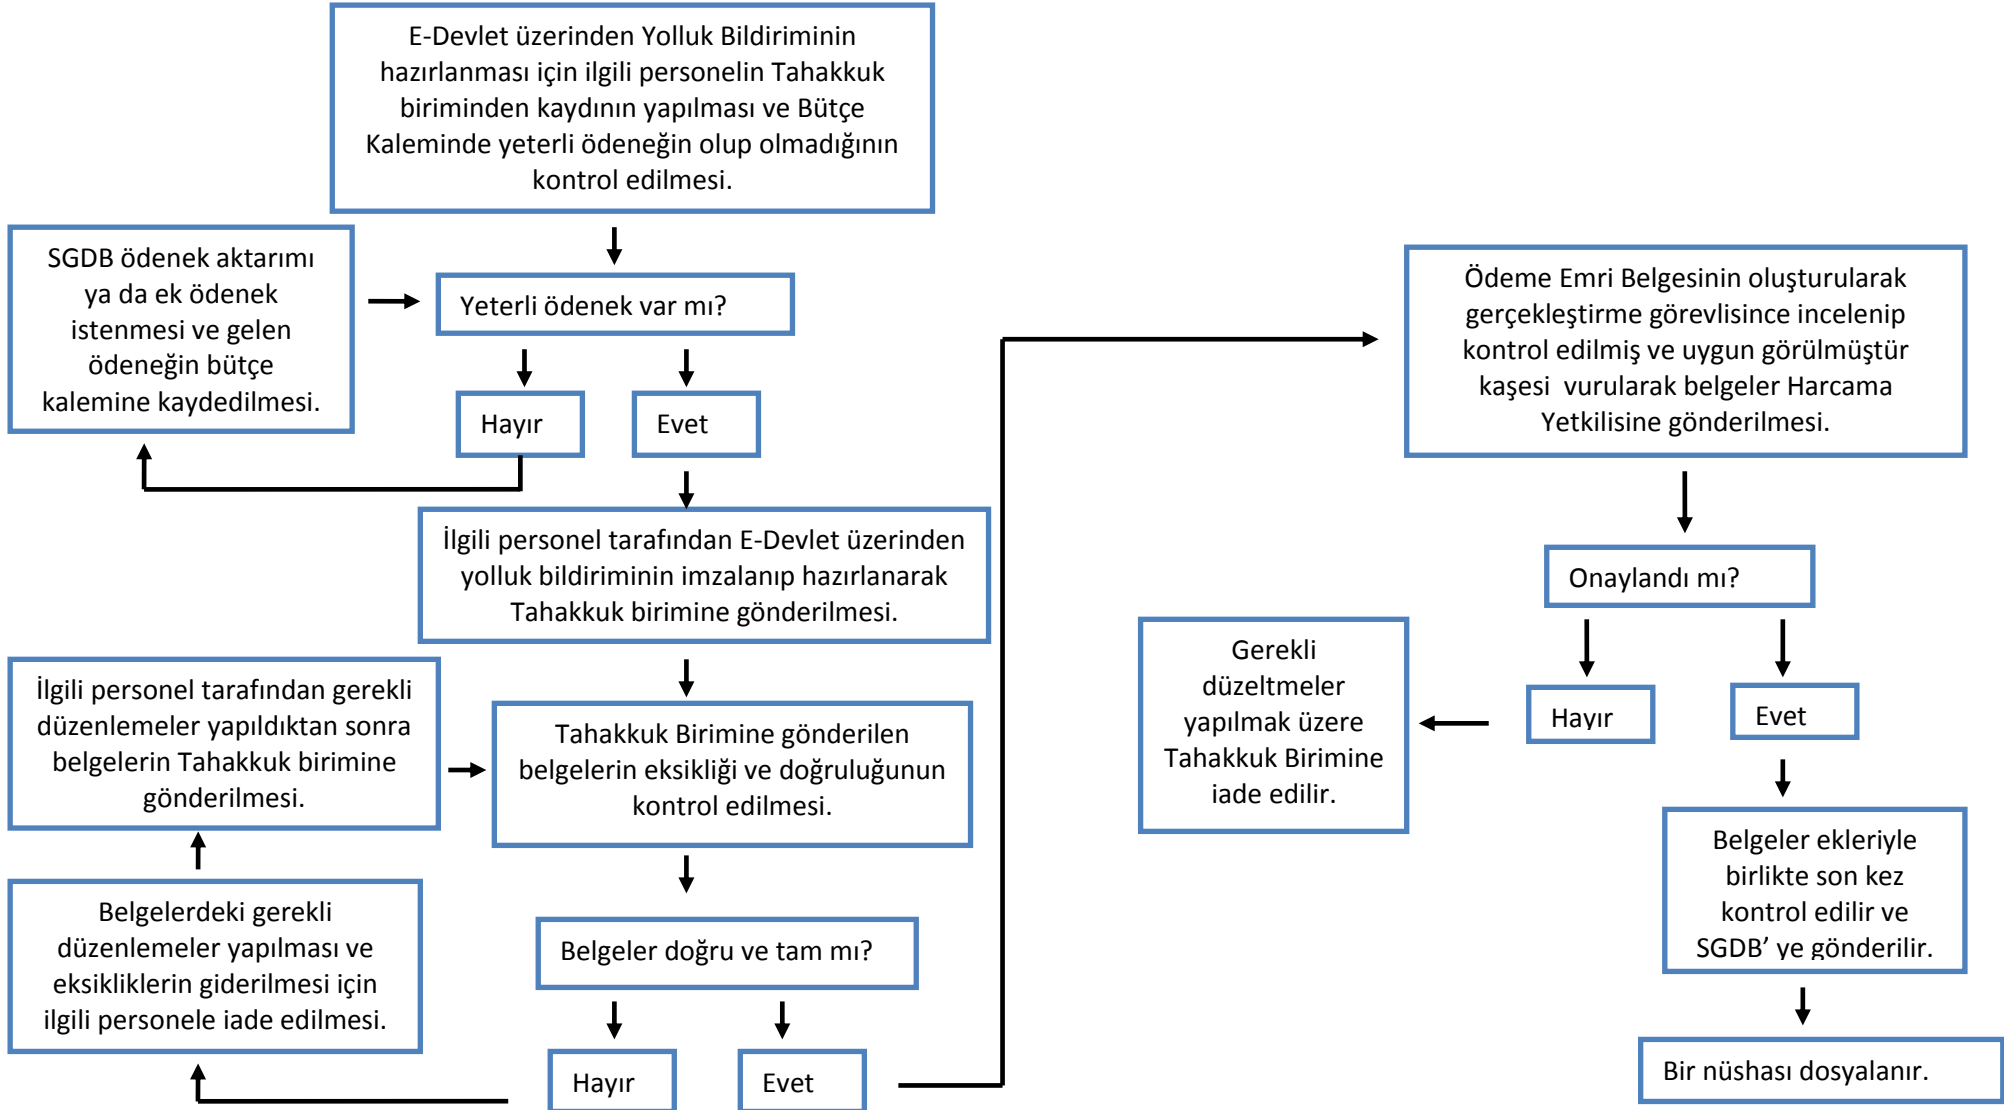 E-Devlet üzerinden Yolluk Bildiriminin
hazırlanması için ilgili personelin Tahakkuk
biriminden kaydının yapılması ve Bütçe
Kaleminde yeterli ödeneğin olup olmadığının
kontrol edilmesi.
SGDB ödenek aktarımı
ya da ek ödenek
istenmesi ve gelen
ödeneğin bütçe
kalemine kaydedilmesi.
Yeterli ödenek var mı?
Hayır
Evet
İlgili personel tarafından E-Devlet üzerinden
yolluk bildiriminin imzalanıp hazırlanarak
Tahakkuk birimine gönderilmesi.
İlgili personel tarafından gerekli
düzenlemeler yapıldıktan sonra
belgelerin Tahakkuk birimine
gönderilmesi.
Tahakkuk Birimine gönderilen
belgelerin eksikliği ve doğruluğunun
kontrol edilmesi.
Belgelerdeki gerekli
düzenlemeler yapılması ve
eksikliklerin giderilmesi için
ilgili personele iade edilmesi.
Belgeler doğru ve tam mı?
Hayır
Evet
Ödeme Emri Belgesinin oluşturularak
gerçekleştirme görevlisince incelenip
kontrol edilmiş ve uygun görülmüştür
kaşesi  vurularak belgeler Harcama
Yetkilisine gönderilmesi.
Onaylandı mı?
Gerekli
düzeltmeler
yapılmak üzere
Tahakkuk Birimine
iade edilir.
Hayır
Evet
Belgeler ekleriyle
birlikte son kez
kontrol edilir ve
SGDB’ ye gönderilir.
Bir nüshası dosyalanır.